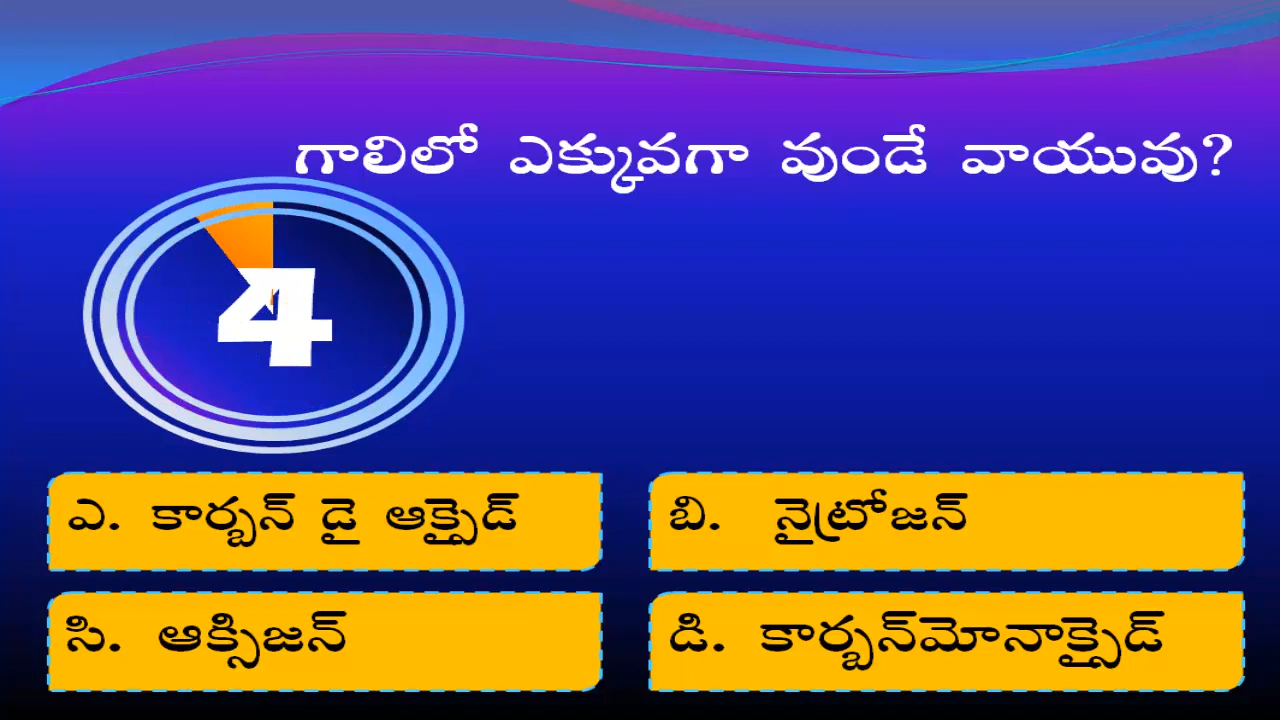 గాలిలో ఎక్కువగా వుండే వాయువు?
4
ఎ. కార్బన్ డై ఆక్సైడ్
బి. నైట్రోజన్
సి. ఆక్సిజన్
డి. కార్బన్‌మోనాక్సైడ్